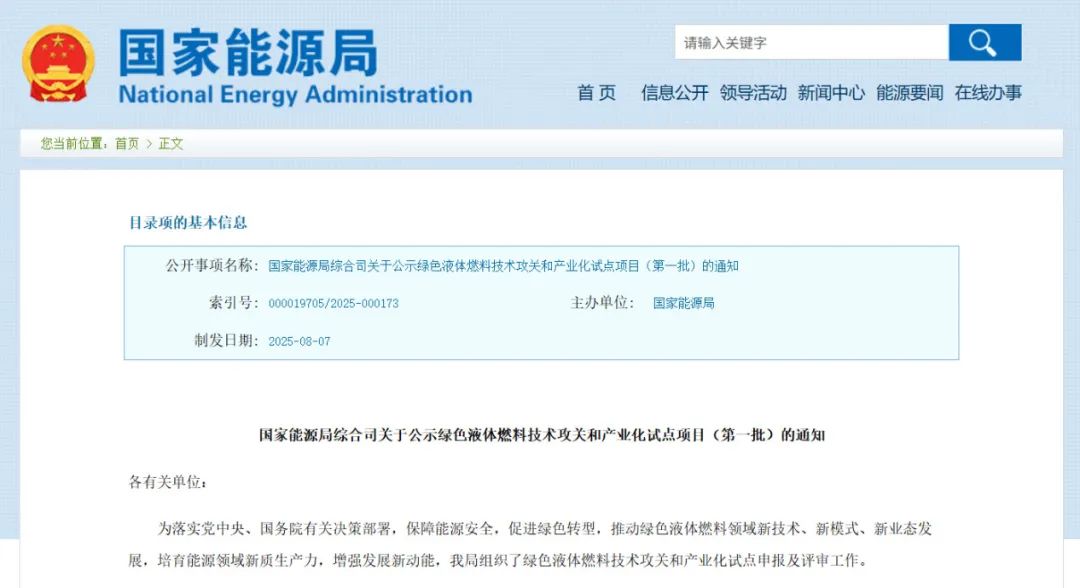 国家能源局
National Energy Administration
请输入关键字
首页 信息公开 领导活动 新闻中心 能源要闻 在线办事
您当前位置：首页 > 正文
目录项的基本信息
公开事项名称：国家能源局综合司关于公示绿色液体燃料技术攻关和产业化试点项目（第一批）的通知
索引号：000019705/2025-000173 主办单位：国家能源局
制发日期：2025-08-07
国家能源局综合司关于公示绿色液体燃料技术攻关和产业化试点项目（第一批）的通知
各有关单位：
为落实党中央、国务院有关决策部署，保障能源安全，促进绿色转型，推动绿色液体燃料领域新技术、新模式、新业态发
展，培育能源领域新质生产力，增强发展新动能，我局组织了绿色液体燃料技术攻关和产业化试点申报及评审工作。